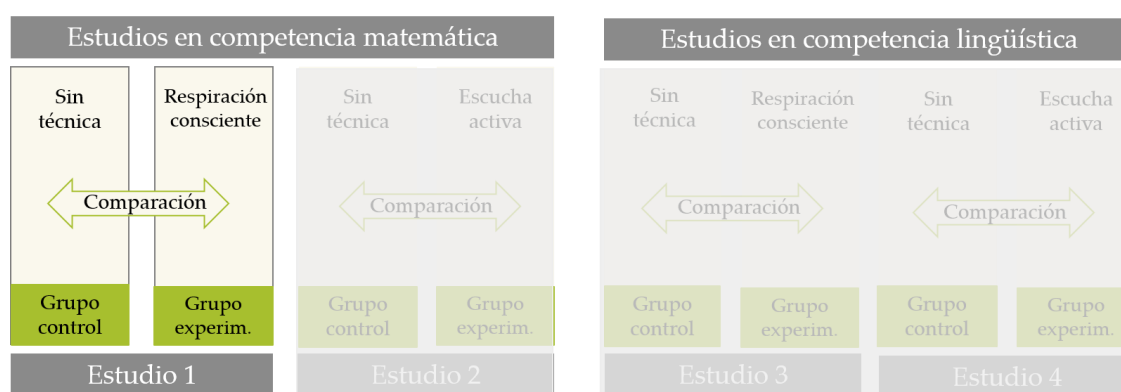 Estudios en competencia matemática
Sin
técnica
Respiración
consciente
Comparación
Grupo
control
Grupo
experim.
Estudio 1
Sin
técnica
Escucha
activa
Comparación
Grupo
control
Grupo
experim.
Estudio 2
Estudios en competencia lingüística
Sin
técnica
Respiración
consciente
Comparación
Grupo
control
Grupo
experim.
Estudio 3
Sin
técnica
Escucha
activa
Comparación
Grupo
control
Grupo
experim.
Estudio 4